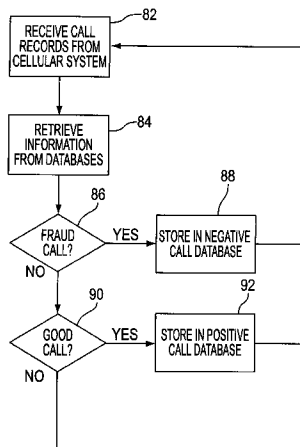 82
RECEIVE CALL
RECORDS FROM
CELLULAR SYSTEM
84
RETRIEVE
INFORMATION
FROM DATABASES
86
FRAUD
CALL?
YES
NO
88
STORE IN NEGATIVE
CALL DATABASE
90
GOOD
CALL?
YES
NO
92
STORE IN POSITIVE
CALL DATABASE